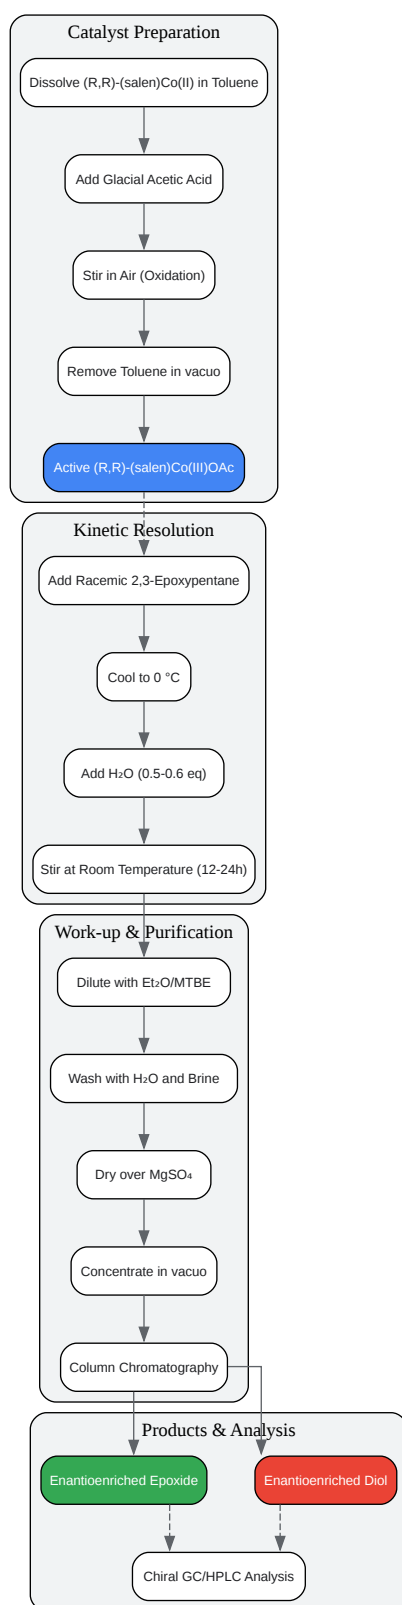 Catalyst Preparation
Dissolve (R,R)-(salen)Co(II) in Toluene
Add Glacial Acetic Acid
Stir in Air (Oxidation)
Remove Toluene in vacuo
Active (R,R)-(salen)Co(III)OAc
Kinetic Resolution
Add Racemic 2,3-Epoxypentane
Cool to 0 °C
Add H₂O (0.5-0.6 eq)
Stir at Room Temperature (12-24h)
Work-up & Purification
Dilute with Et₂O/MTBE
Wash with H₂O and Brine
Dry over MgSO₄
Concentrate in vacuo
Column Chromatography
Products & Analysis
Enantioenriched Epoxide
Enantioenriched Diol
Chiral GC/HPLC Analysis